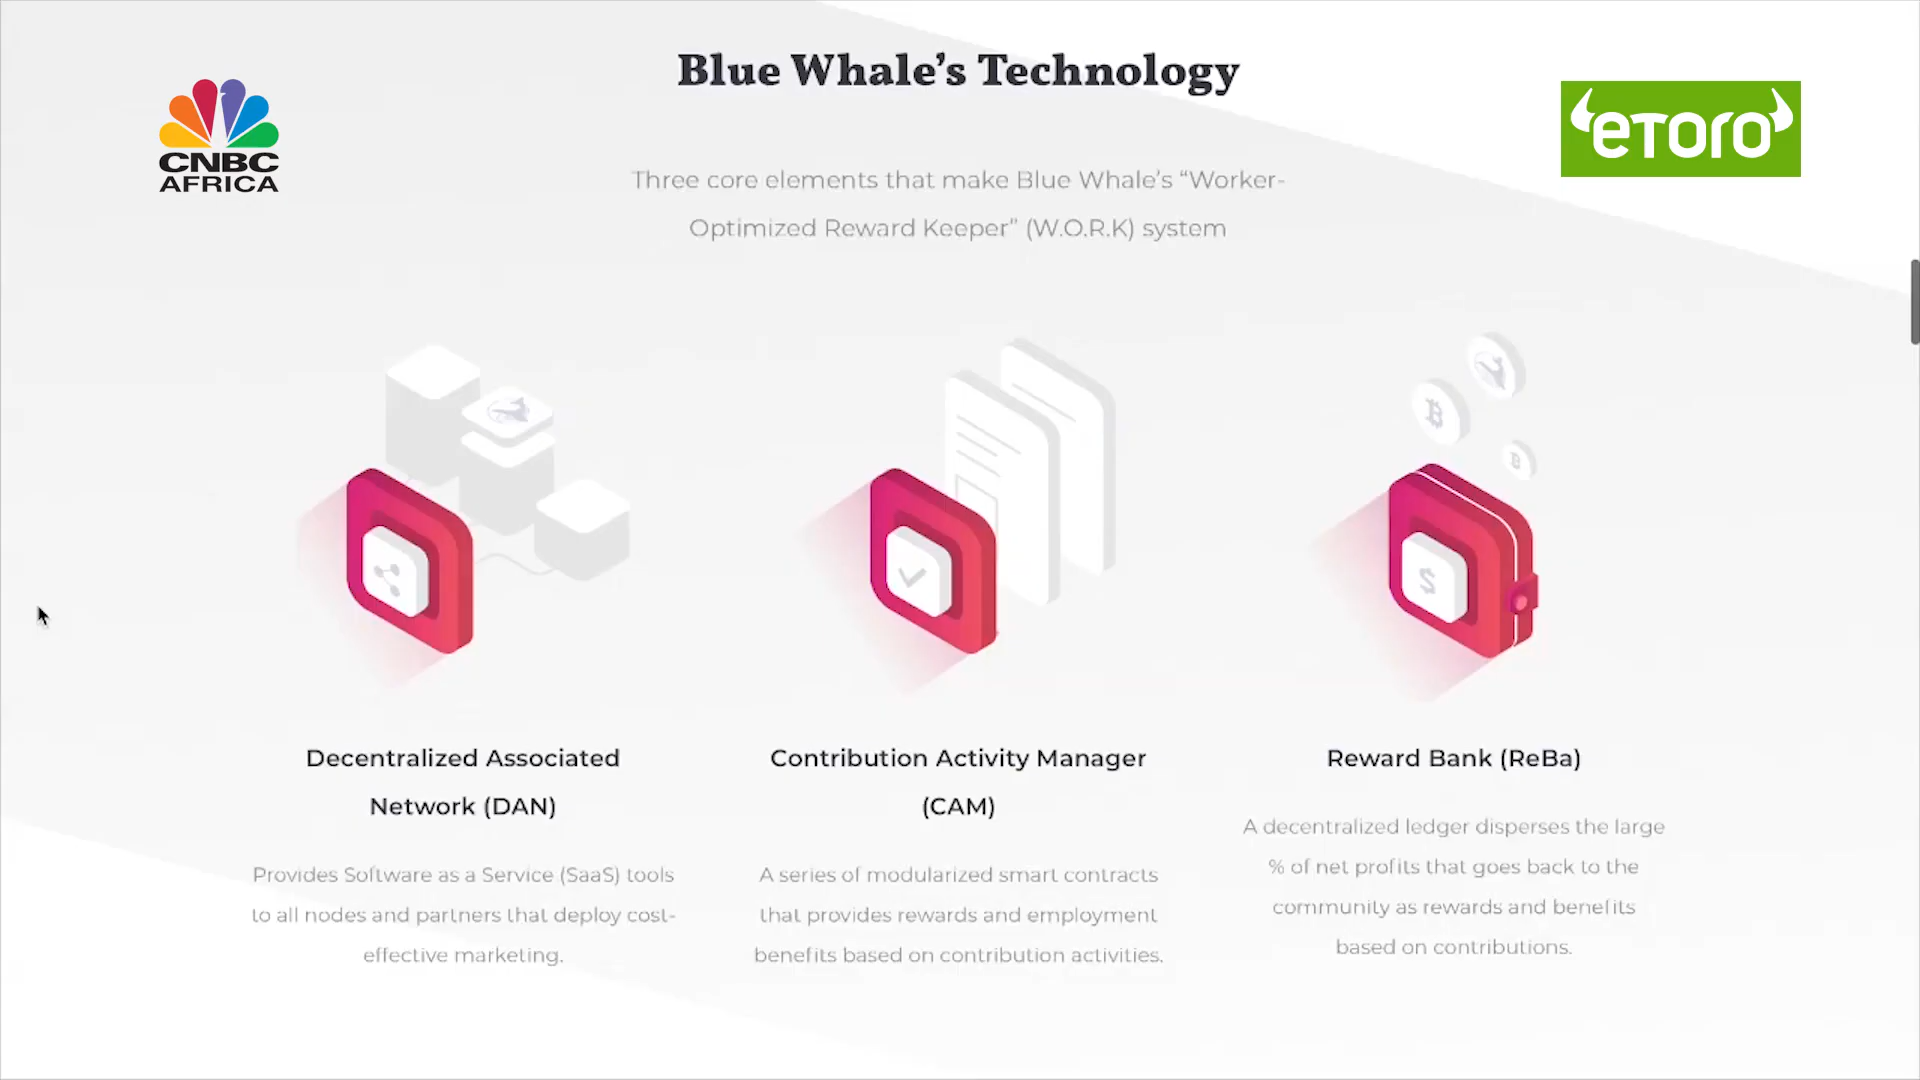 Blue Whale’s Technology
CNBC
AFRICA
eToro
Three core elements that make Blue Whale’s “Worker-
Optimized Reward Keeper” (W.O.R.K) system
Decentralized Associated
Network (DAN)
Provides Software as a Service (SaaS) tools
to all nodes and partners that deploy cost-
effective marketing.
Contribution Activity Manager
(CAM)
A series of modularized smart contracts
that provides rewards and employment
benefits based on contribution activities.
Reward Bank (ReBa)
A decentralized ledger disperses the large
% of net profits that goes back to the
community as rewards and benefits
based on contributions.